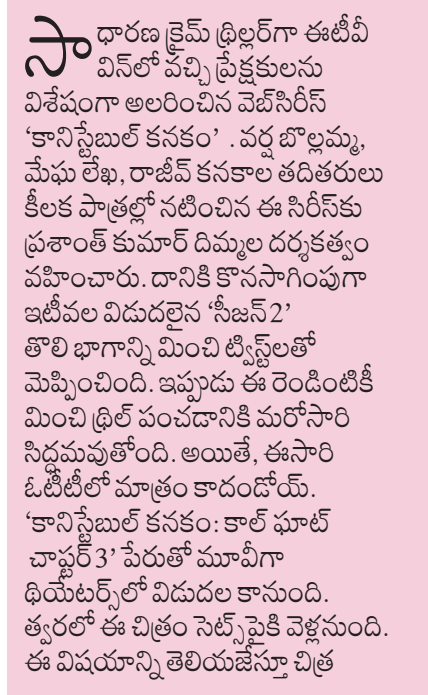 సాధారణ క్రైమ్ థ్రిల్లర్‌గా ఈటీవీ
విన్‌లో వచ్చి ప్రేక్షకులను
విశేషంగా అలరించిన వెబ్‌సిరీస్
‘కానిస్టేబుల్ కనకం’ . వర్ష బొల్లమ్మ,
మేఘ లేఖ, రాజీవ్ కనకాల తదితరులు
కీలక పాత్రల్లో నటించిన ఈ సిరీస్‌కు
ప్రశాంత్ కుమార్ దిమ్మల దర్శకత్వం
వహించారు. దానికి కొనసాగింపుగా
ఇటీవల విడుదలైన ‘సీజన్ 2’
తొలి భాగాన్ని మించి ట్విస్ట్‌లతో
మెప్పించింది. ఇప్పుడు ఈ రెండింటికీ
మించి థ్రిల్ పంచడానికి మరోసారి
సిద్ధమవుతోంది. అయితే, ఈసారి
ఓటీటీలో మాత్రం కాదండోయ్.
‘కానిస్టేబుల్ కనకం: కాల్ ఘాట్
చాప్టర్ 3’ పేరుతో మూవీగా
థియేటర్స్‌లో విడుదల కానుంది.
త్వరలో ఈ చిత్రం సెట్స్‌పైకి వెళ్లనుంది.
ఈ విషయాన్ని తెలియజేస్తూ చిత్ర